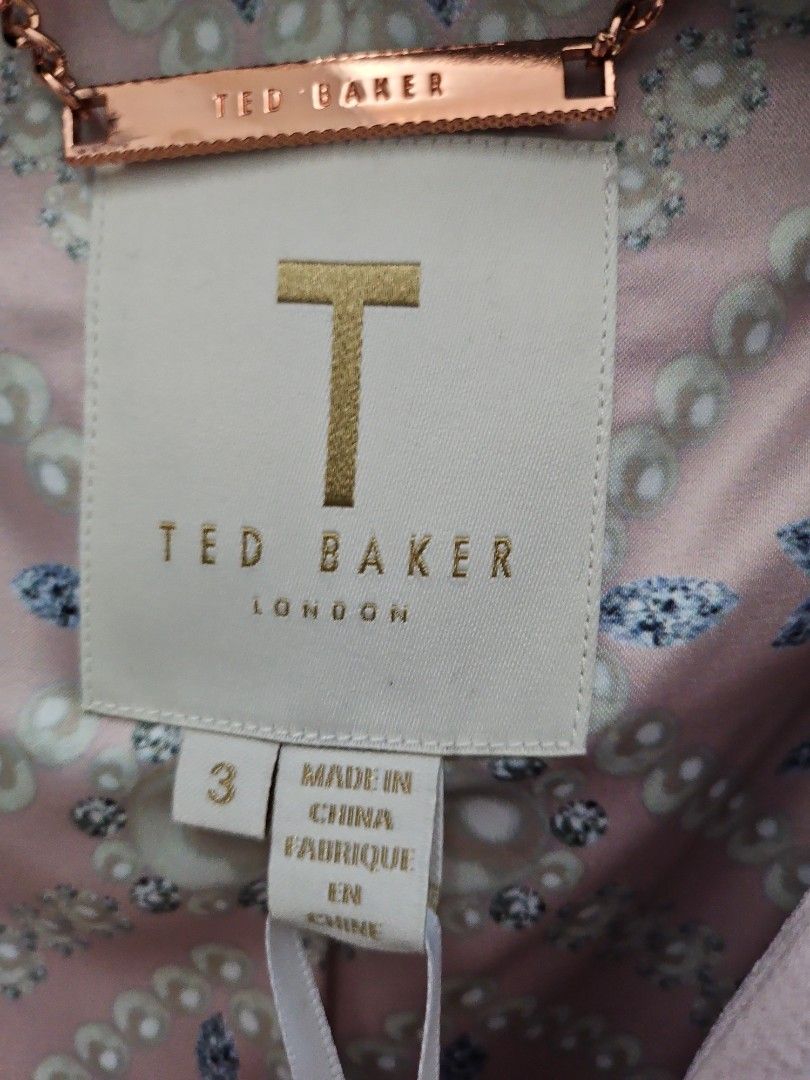 TED BAKER
T
TED BAKER
LONDON
3
MADE IN
CHINA
FABRIQUE
EN
CHINE